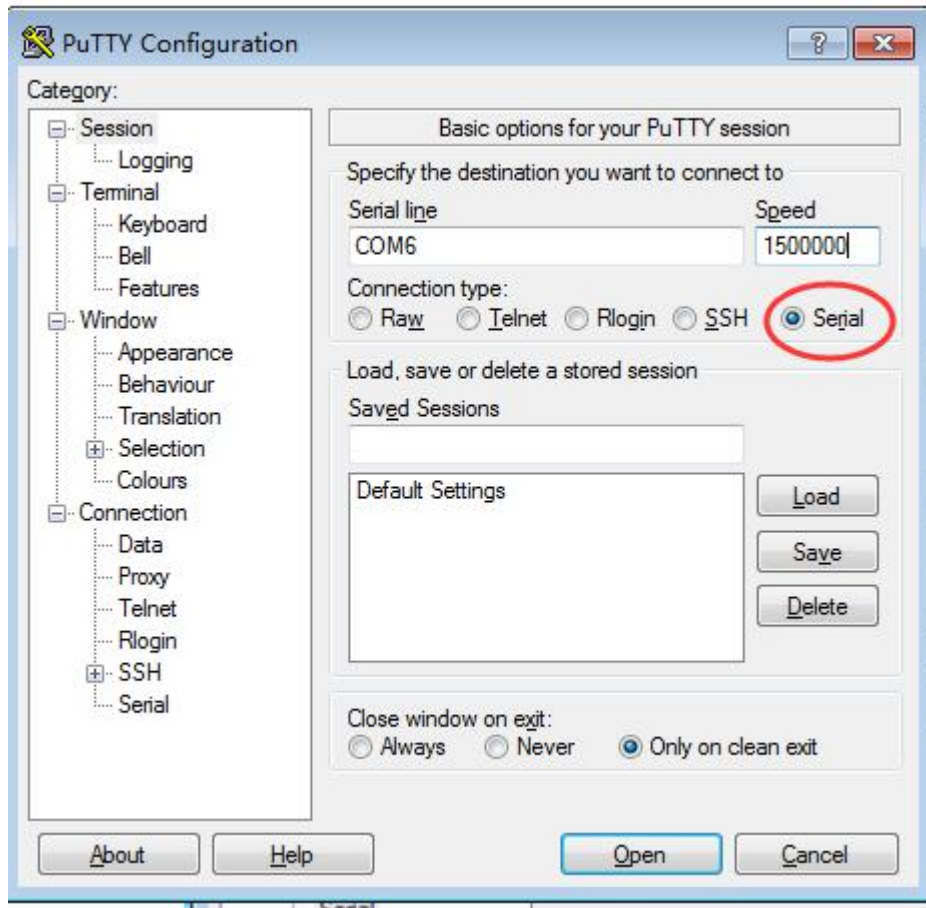 PuTTY Configuration
Category:
Session
Logging
Terminal
Keyboard
Bell
Features
Window
Appearance
Behaviour
Translation
Selection
Colours
Connection
Data
Proxy
Telnet
Rlogin
SSH
Serial
Basic options for your PuTTY session
Specify the destination you want to connect to
Serial line Speed
COM6 1500000
Connection type:
Raw Telnet Rlogin SSH Serial
Load, save or delete a stored session
Saved Sessions
Default Settings
Load
Save
Delete
Close window on exit:
Always Never Only on clean exit
About Help Open Cancel